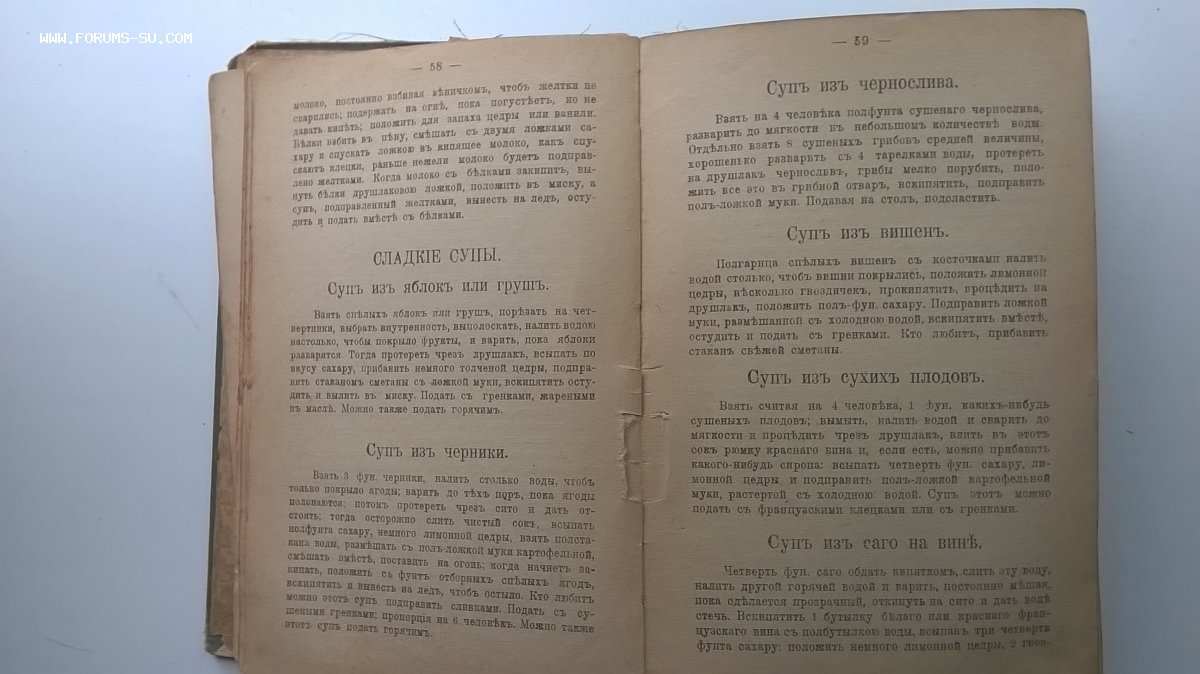 WWW.FORUMS-SU.COM
— 58 —
молоко, постоянно взбивая вѣничкомъ, чтобъ желтки не
сварились; подержать на огнѣ, пока погустѣетъ, но не
давать кипѣть; положить для запаха цедры или ванили.
Бѣлки взбить въ пѣну, смѣшать съ двумя ложками са-
хару и спускать ложкою въ кипящее молоко, какъ спу-
скаютъ клецки, раньше нежели молоко будетъ подправ-
лено желтками. Когда молоко съ бѣлками закипитъ, вы-
нуть бѣлки друшлаковою ложкой, положить въ миску, а
супъ, подправленный желтками, вынесть на ледъ, осту-
дить и подать вмѣстѣ съ бѣлками.
СЛАДКІЕ СУПЫ.
Супъ изъ яблокъ или грушъ.
Взять спѣлыхъ яблокъ или грушъ, порѣзать на чет-
вертинки, выбрать внутренность, выполоскать, налить водою
настолько, чтобы покрыло фрукты, и варить, пока яблоки
разварятся. Тогда протереть чрезъ друшлакъ, всыпать по
вкусу сахару, прибавить немного толченой цедры, подпра-
вить стаканомъ сметаны съ ложкой муки, вскипятить осту-
дить и вылить въ миску. Подать съ гренками, жареными
въ маслѣ. Можно также подать горячимъ.
Супъ изъ черники.
Взять 3 фун. черники, налить столько воды, чтобъ
только покрыло ягоды; варить до тѣхъ поръ, пока ягоды
полопаются; потомъ протереть чрезъ сито и дать от-
стоять; тогда осторожно слить чистый сокъ, всыпать
полфунта сахару, немного лимонной цедры, взять полста-
кана воды, размѣшать съ полъ-ложкой муки картофельной,
смѣшать вмѣстѣ, поставить на огонь; когда начнетъ за-
кипать, положить съ фунтъ отборныхъ спѣлыхъ ягодъ,
вскипятить и вынесть на ледъ, чтобъ остыло. Кто любитъ
можно этотъ супъ подправить сливками. Подать съ су-
шеными гренками; пропорція на 6 человѣкъ. Можно также
этотъ супъ подать горячимъ.
— 59 —
Супъ изъ чернослива.
Взять на 4 человѣка полфунта сушенаго чернослива,
разварить до мягкости въ небольшомъ количествѣ воды.
Отдѣльно взять 8 сушеныхъ грибовъ средней величины,
хорошенько разварить съ 4 тарелками воды, протереть
на друшлакъ черносльвъ, грибы мелко порубить, поло-
жить все это въ грибной отваръ, вскипятить, подправить
полъ-ложкой муки. Подавая на столъ, подсластить.
Супъ изъ вишенъ.
Полгарнца спѣлыхъ вишенъ съ косточками налить
водой столько, чтобъ вишни покрылись, положить лимонной
цедры, нѣсколько гвоздичекъ, прокипятить, процѣдить на
друшлакъ, положить полъ-фун. сахару. Подправить ложкой
муки, размѣшанной съ холодною водой, вскипятить вмѣстѣ,
остудить и подать съ гренками. Кто любитъ, прибавить
стаканъ свѣжей сметаны.
Супъ изъ сухихъ плодовъ.
Взять считая на 4 человѣка, 1 фун. какихъ-нибудь
сушеныхъ плодовъ; вымыть, налить водой и сварить до
мягкости и процѣдить чрезъ друшлакъ, влить въ этотъ
сокъ рюмку краснаго вина и, если есть, можно прибавить
какого-нибудь сиропа: всыпать четверть фун. сахару, ли-
монной цедры и подправить полъ-ложкой картофельной
муки, растертой съ холодною водой. Супъ этотъ можно
подать съ французскими клецками или съ гренками.
Супъ изъ саго на винѣ.
Четверть фун. саго обдать кипяткомъ, слить эту воду,
налить другой горячей водой и варить, постоянно мѣшая,
пока сдѣлается прозрачный, откинуть на сито и дать водѣ
стечь. Вскипятить 1 бутылку бѣлаго или краснаго фран-
цузскаго вина съ полбутылкою воды, всыпавъ три четверти
фунта сахару; положить немного лимонной цедры, 2 гвоз-